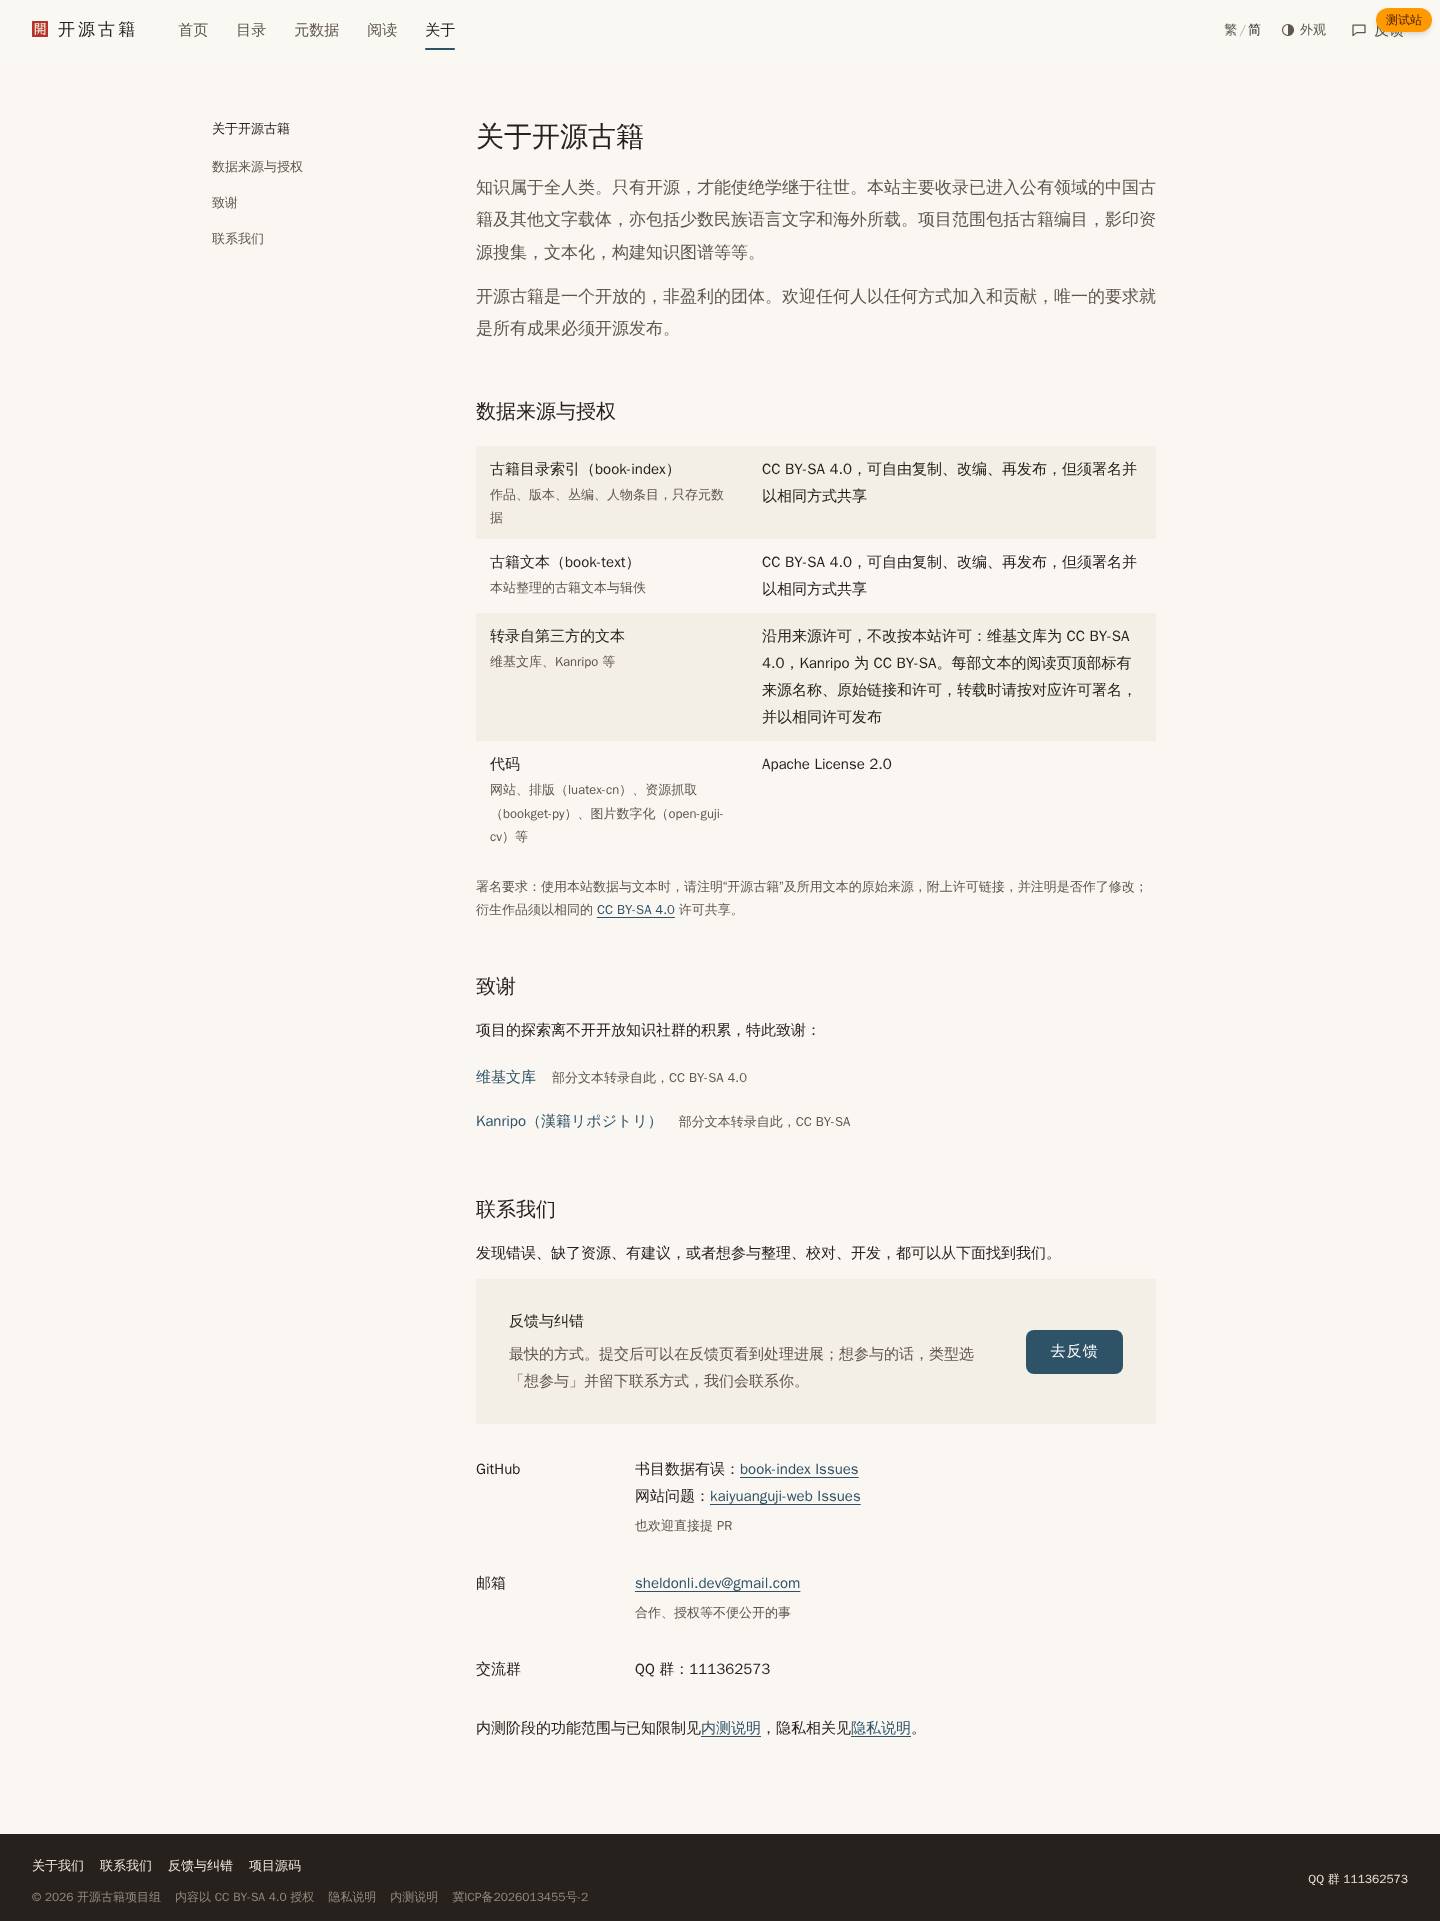 開 开源古籍 首页 目录 元数据 阅读 关于 繁 / 简 外观 测试站
关于开源古籍
数据来源与授权
致谢
联系我们
关于开源古籍
知识属于全人类。只有开源，才能使绝学继于往世。本站主要收录已进入公有领域的中国古
籍及其他文字载体，亦包括少数民族语言文字和海外所载。项目范围包括古籍编目，影印资
源搜集，文本化，构建知识图谱等等。
开源古籍是一个开放的，非盈利的团体。欢迎任何人以任何方式加入和贡献，唯一的要求就
是所有成果必须开源发布。
数据来源与授权
古籍目录索引（book-index）
作品、版本、丛编、人物条目，只存元数
据
CC BY-SA 4.0，可自由复制、改编、再发布，但须署名并
以相同方式共享
古籍文本（book-text）
本站整理的古籍文本与辑佚
CC BY-SA 4.0，可自由复制、改编、再发布，但须署名并
以相同方式共享
转录自第三方的文本
维基文库、Kanripo 等
沿用来源许可，不改按本站许可：维基文库为 CC BY-SA
4.0，Kanripo 为 CC BY-SA。每部文本的阅读页顶部标有
来源名称、原始链接和许可，转载时请按对应许可署名，
并以相同许可发布
代码
网站、排版（luatex-cn）、资源抓取
（bookget-py）、图片数字化（open-guji-
cv）等
Apache License 2.0
署名要求：使用本站数据与文本时，请注明“开源古籍”及所用文本的原始来源，附上许可链接，并注明是否作了修改；
衍生作品须以相同的 CC BY-SA 4.0 许可共享。
致谢
项目的探索离不开开放知识社群的积累，特此致谢：
维基文库 部分文本转录自此，CC BY-SA 4.0
Kanripo（漢籍リポジトリ） 部分文本转录自此，CC BY-SA
联系我们
发现错误、缺了资源、有建议，或者想参与整理、校对、开发，都可以从下面找到我们。
反馈与纠错
最快的方式。提交后可以在反馈页看到处理进展；想参与的话，类型选
「想参与」并留下联系方式，我们会联系你。
去反馈
GitHub
书目数据有误：book-index Issues
网站问题：kaiyuanguji-web Issues
也欢迎直接提 PR
邮箱
sheldonli.dev@gmail.com
合作、授权等不便公开的事
交流群
QQ 群：111362573
内测阶段的功能范围与已知限制见内测说明，隐私相关见隐私说明。
关于我们 联系我们 反馈与纠错 项目源码
© 2026 开源古籍项目组 内容以 CC BY-SA 4.0 授权 隐私说明 内测说明 冀ICP备2026013455号-2
QQ 群 111362573